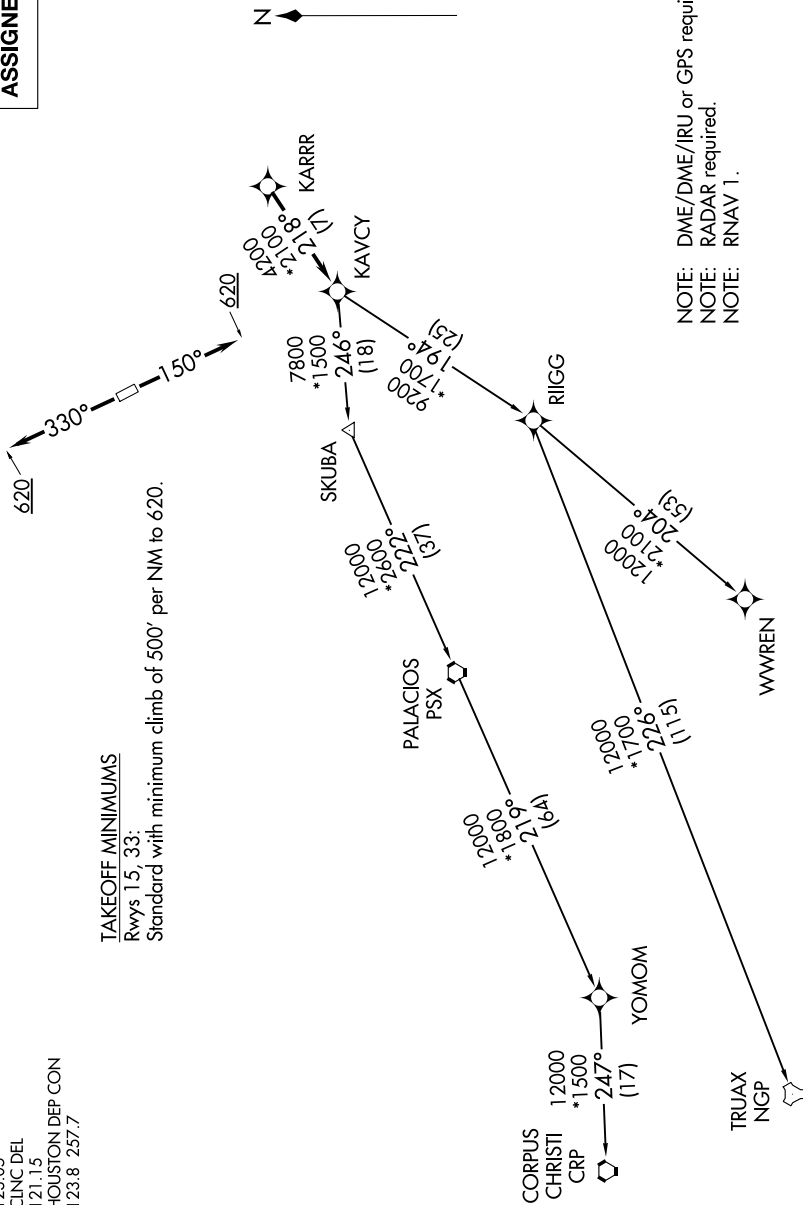 ASSIGNE
N
123.05
CLNC DEL
121.15
HOUSTON DEP CON
123.8 257.7
TAKEOFF MINIMUMS
Rwys 15, 33:
Standard with minimum climb of 500' per NM to 620.
620
330°
150°
620
KARRR
4200
*2100
218°
(7)
KAVCY
7800
*1500
246°
(18)
SKUBA
9200
*1700
194°
(25)
RIIGG
12000
*2600
222°
(37)
PALACIOS
PSX
12000
*2100
204°
(53)
WWREN
12000
*1800
219°
(64)
YOMOM
12000
*1700
226°
(115)
TRUAX
NGP
12000
*1500
247°
(17)
CORPUS
CHRISTI
CRP
NOTE: DME/DME/IRU or GPS requi
NOTE: RADAR required.
NOTE: RNAV 1.